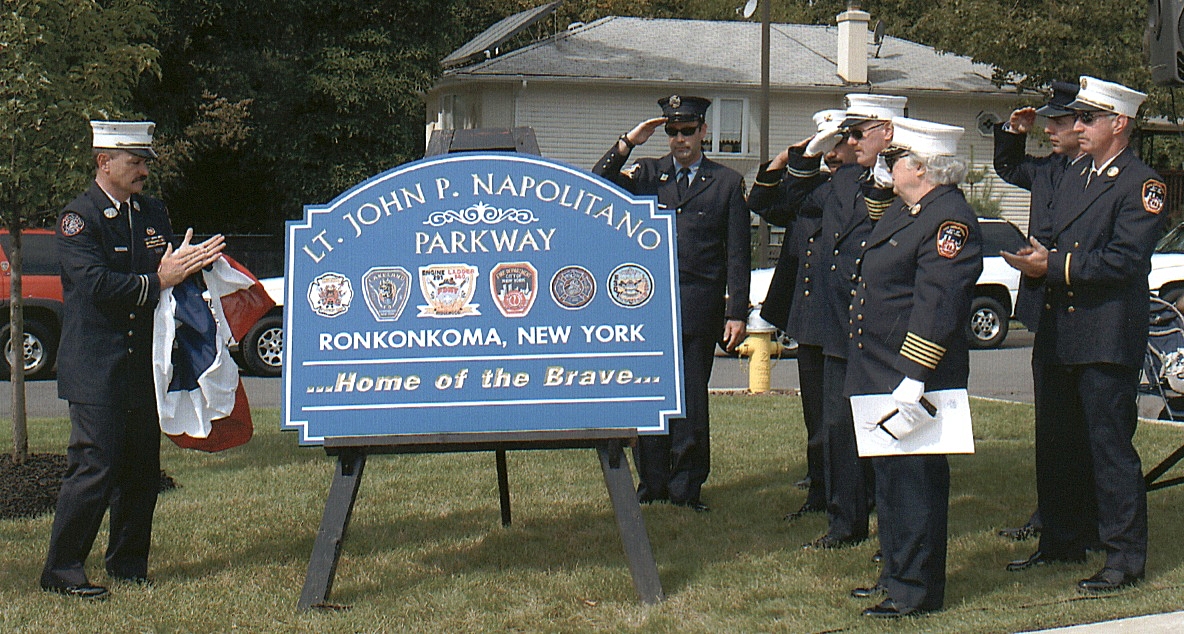 LT. JOHN P. NAPOLITANO
PARKWAY
RONKONKOMA, NEW YORK
...Home of the Brave...